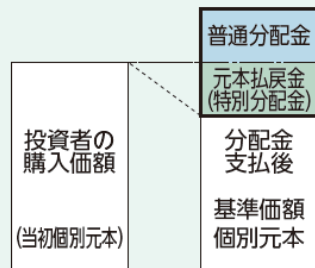 普通分配金
元本払戻金
(特別分配金)
投資者の
購入価額
(当初個別元本)
分配金
支払後
基準価額
個別元本